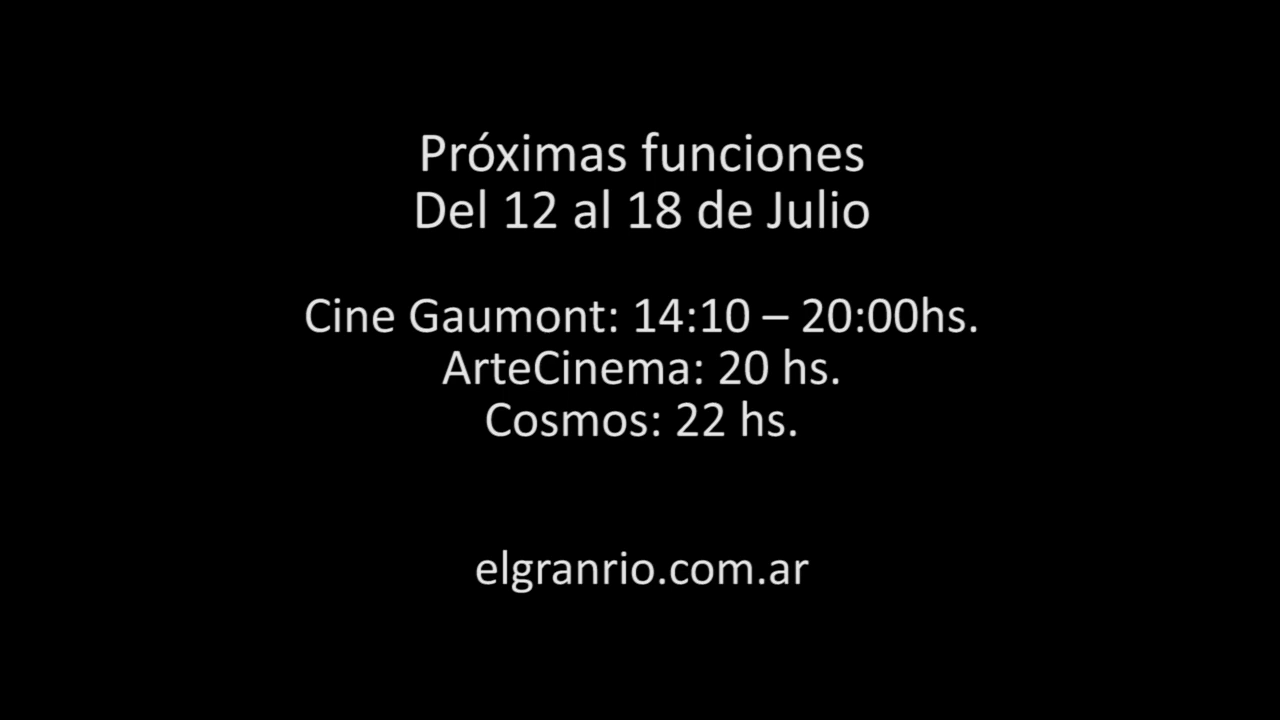 Próximas funciones
Del 12 al 18 de Julio
Cine Gaumont: 14:10 – 20:00hs.
ArteCinema: 20 hs.
Cosmos: 22 hs.
elgranrio.com.ar